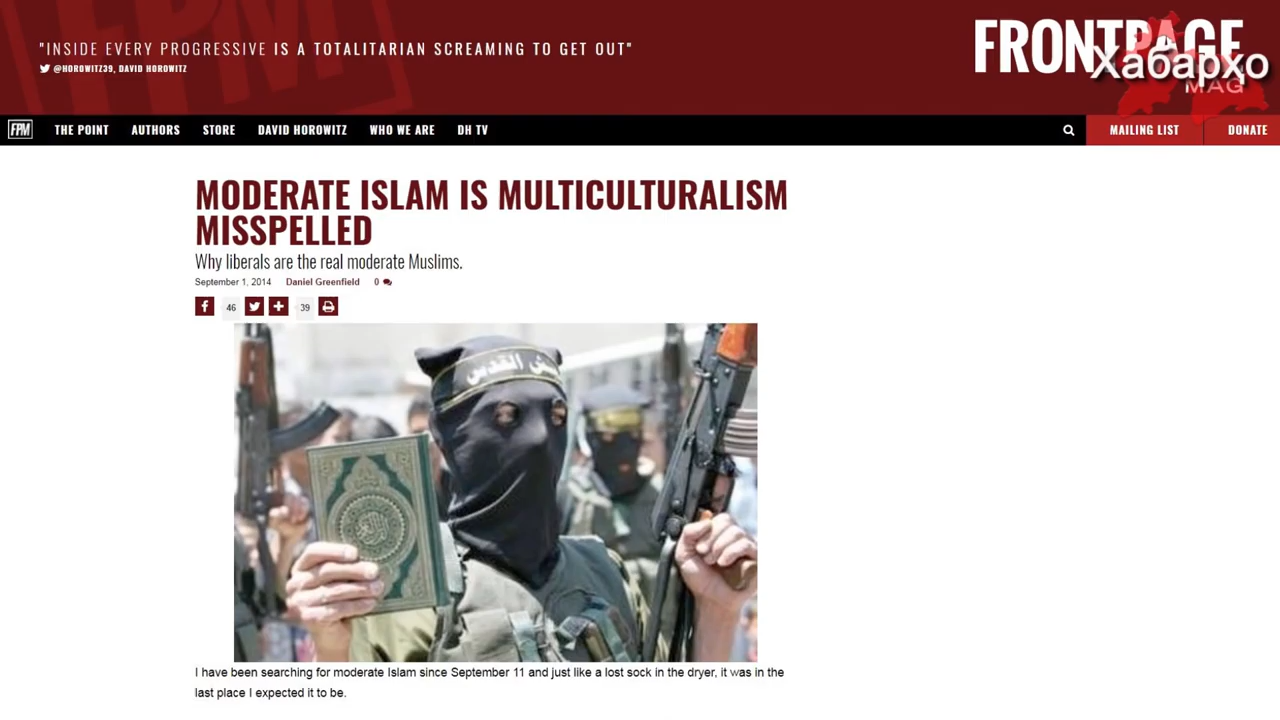 "INSIDE EVERY PROGRESSIVE IS A TOTALITARIAN SCREAMING TO GET OUT"
@HOROWITZ39, DAVID HOROWITZ
FRONTPAGE
MAG
Хабарҳо
FPM
THE POINT
AUTHORS
STORE
DAVID HOROWITZ
WHO WE ARE
DH TV
MAILING LIST
DONATE
MODERATE ISLAM IS MULTICULTURALISM
MISSPELLED
Why liberals are the real moderate Muslims.
September 1, 2014 Daniel Greenfield 0
46 39
القدس
I have been searching for moderate Islam since September 11 and just like a lost sock in the dryer, it was in the
last place I expected it to be.